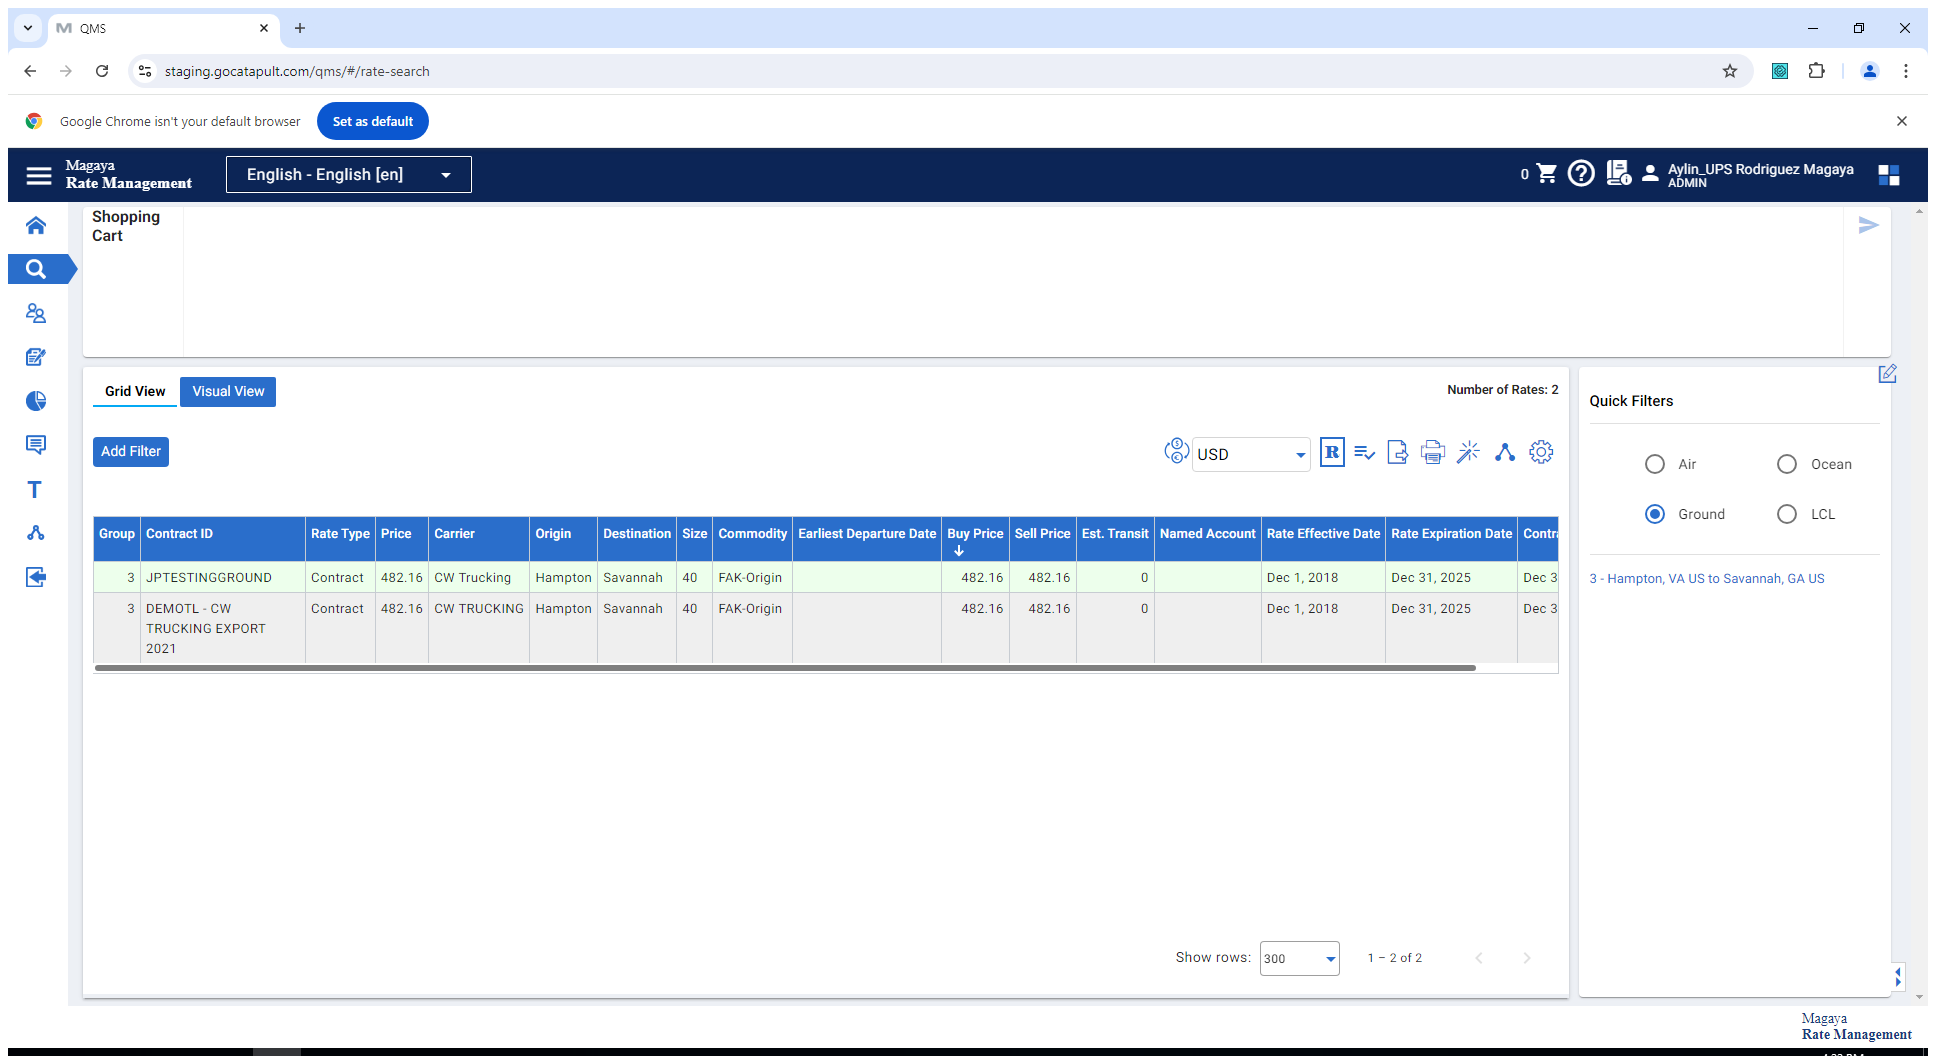 QMS
staging.gocatapult.com/qms/#/rate-search
Google Chrome isn't your default browser
Set as default
Magaya
Rate Management
English - English [en]
0
Aylin_UPS Rodriguez Magaya
ADMIN
Shopping
Cart
Grid View
Visual View
Number of Rates: 2
Add Filter
USD
R
Quick Filters
Air
Ocean
Ground
LCL
3 - Hampton, VA US to Savannah, GA US
Group Contract ID Rate Type Price Carrier Origin Destination Size Commodity Earliest Departure Date Buy Price Sell Price Est. Transit Named Account Rate Effective Date Rate Expiration Date Contr
3 JPTESTINGGROUND Contract 482.16 CW Trucking Hampton Savannah 40 FAK-Origin 482.16 482.16 0 Dec 1, 2018 Dec 31, 2025 Dec 3
3 DEMOTL - CW Contract 482.16 CW TRUCKING Hampton Savannah 40 FAK-Origin 482.16 482.16 0 Dec 1, 2018 Dec 31, 2025 Dec 3
TRUCKING EXPORT
2021
Show rows: 300 1 – 2 of 2
Magaya
Rate Management